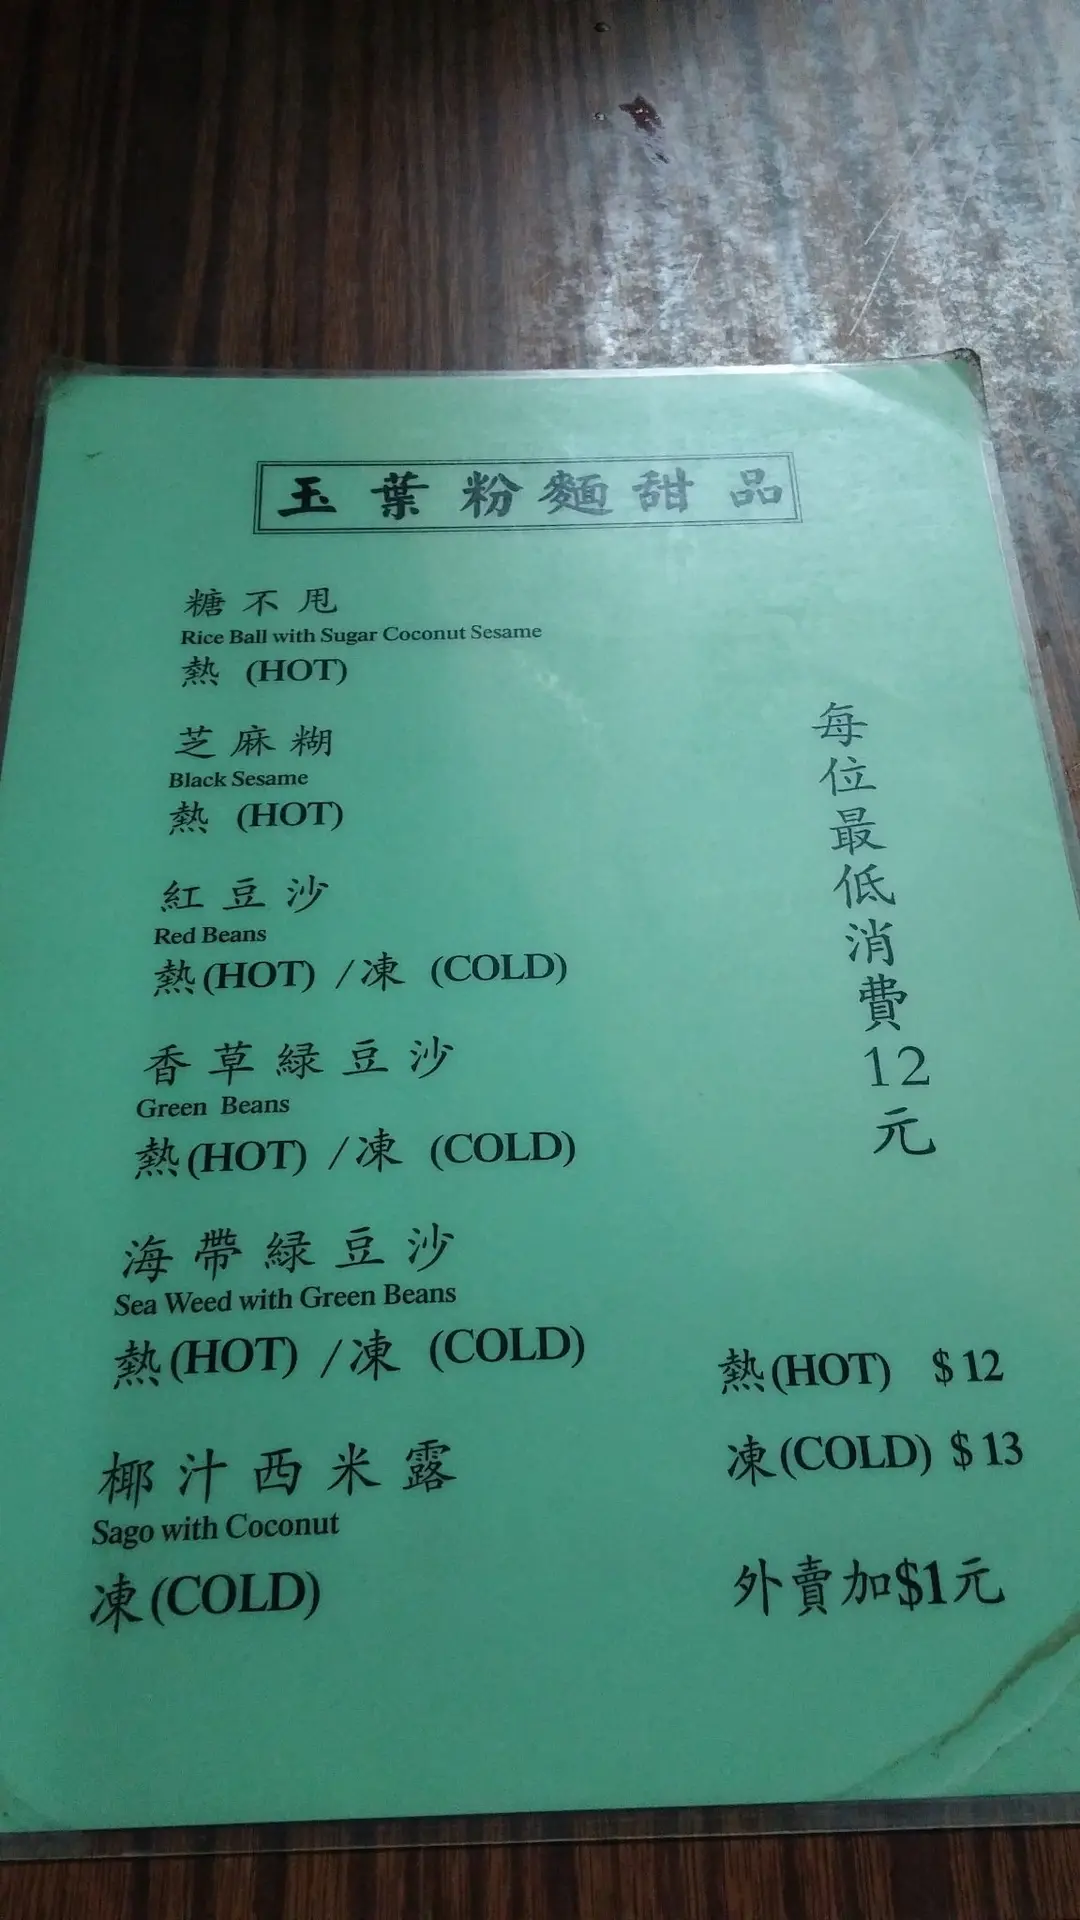 玉葉粉麵甜品
糖不甩
Rice Ball with Sugar Coconut Sesame
熱 (HOT)
芝麻糊
Black Sesame
熱 (HOT)
紅豆沙
Red Beans
熱(HOT) /凍 (COLD)
香草緑豆沙
Green Beans
熱(HOT) /凍 (COLD)
海帶緑豆沙
Sea Weed with Green Beans
熱(HOT) /凍 (COLD)
椰汁西米露
Sago with Coconut
凍(COLD)
每位最低消費12元
熱(HOT) $12
凍(COLD) $13
外賣加$1元